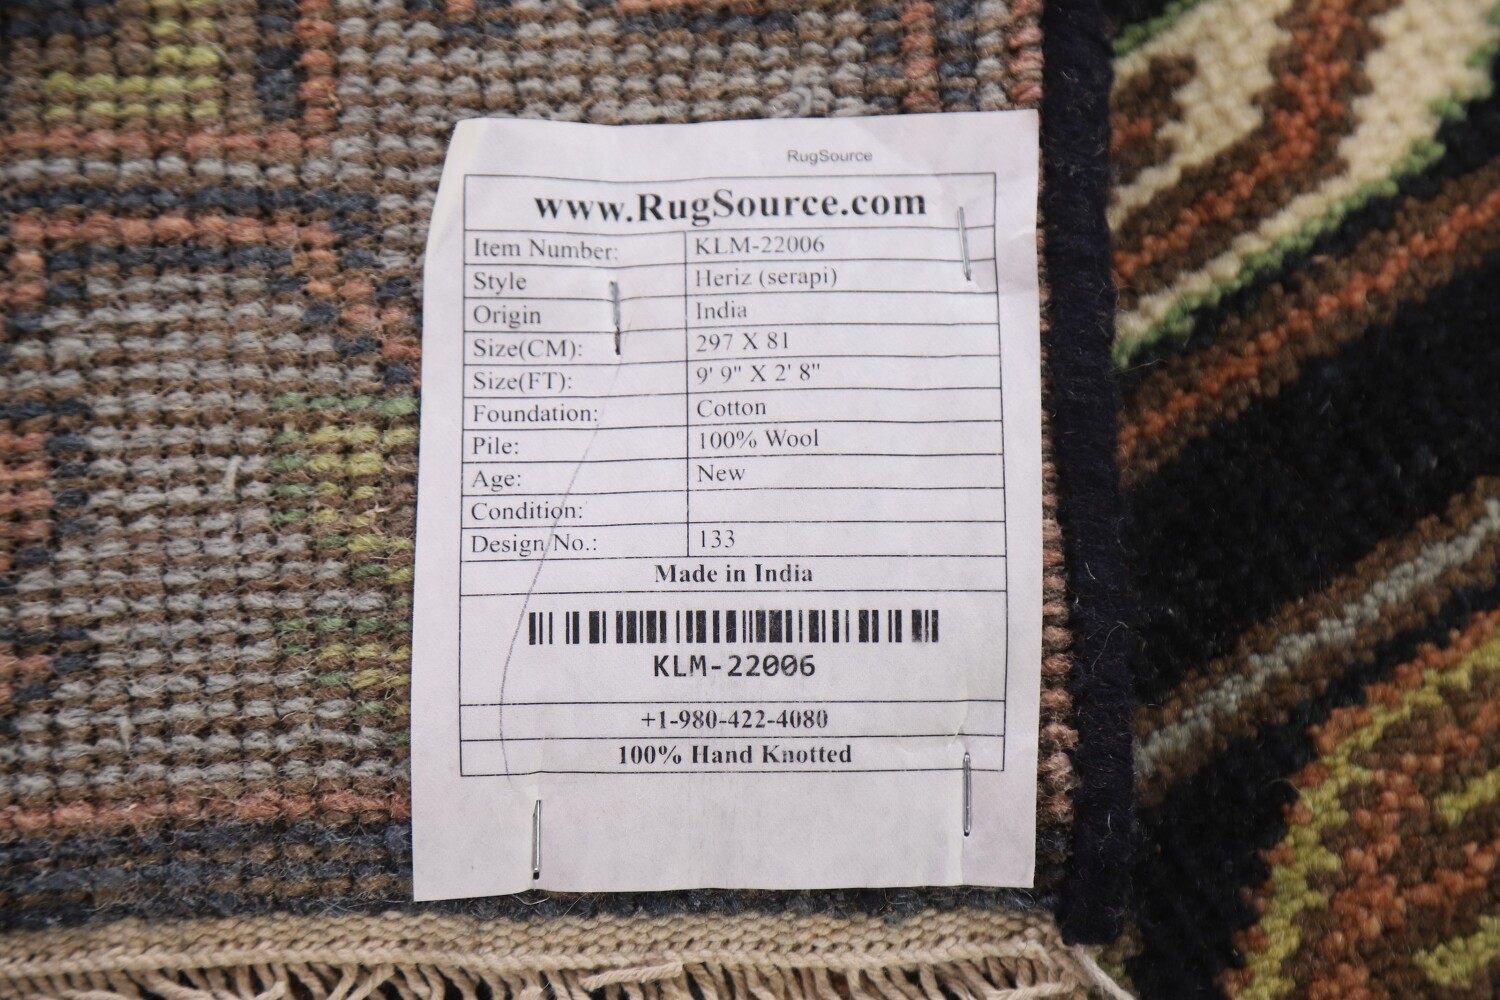 RugSource
www.RugSource.com
Item Number: KLM-22006
Style Heriz (serapi)
Origin India
Size(CM): 297 X 81
Size(FT): 9' 9" X 2' 8"
Foundation: Cotton
Pile: 100% Wool
Age: New
Condition:
Design No.: 133
Made in India
KLM-22006
+1-980-422-4080
100% Hand Knotted